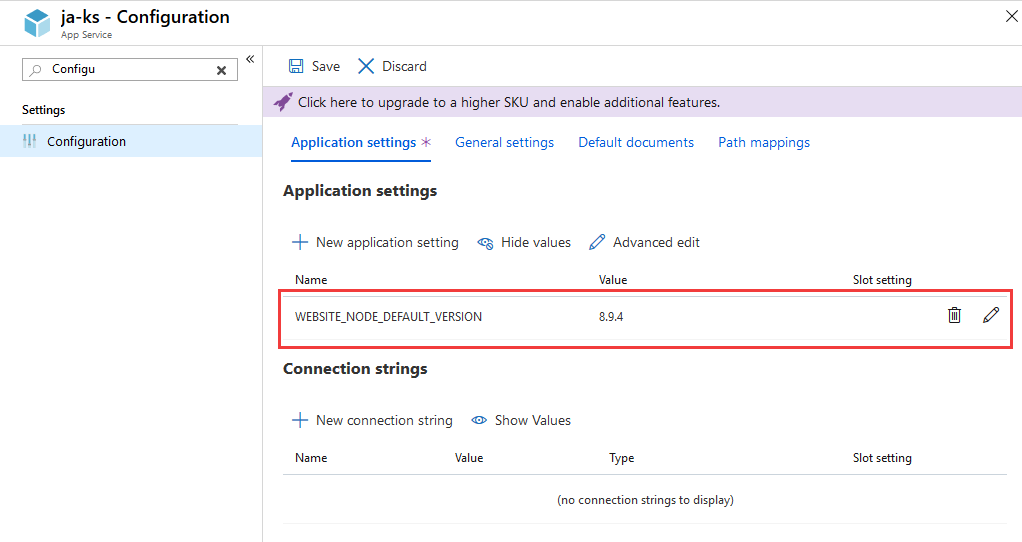 ja-ks - Configuration
App Service
Configu
Settings
Configuration
Save Discard
Click here to upgrade to a higher SKU and enable additional features.
Application settings General settings Default documents Path mappings
Application settings
New application setting Hide values Advanced edit
Name Value Slot setting
WEBSITE_NODE_DEFAULT_VERSION 8.9.4
Connection strings
New connection string Show Values
Name Value Type Slot setting
(no connection strings to display)